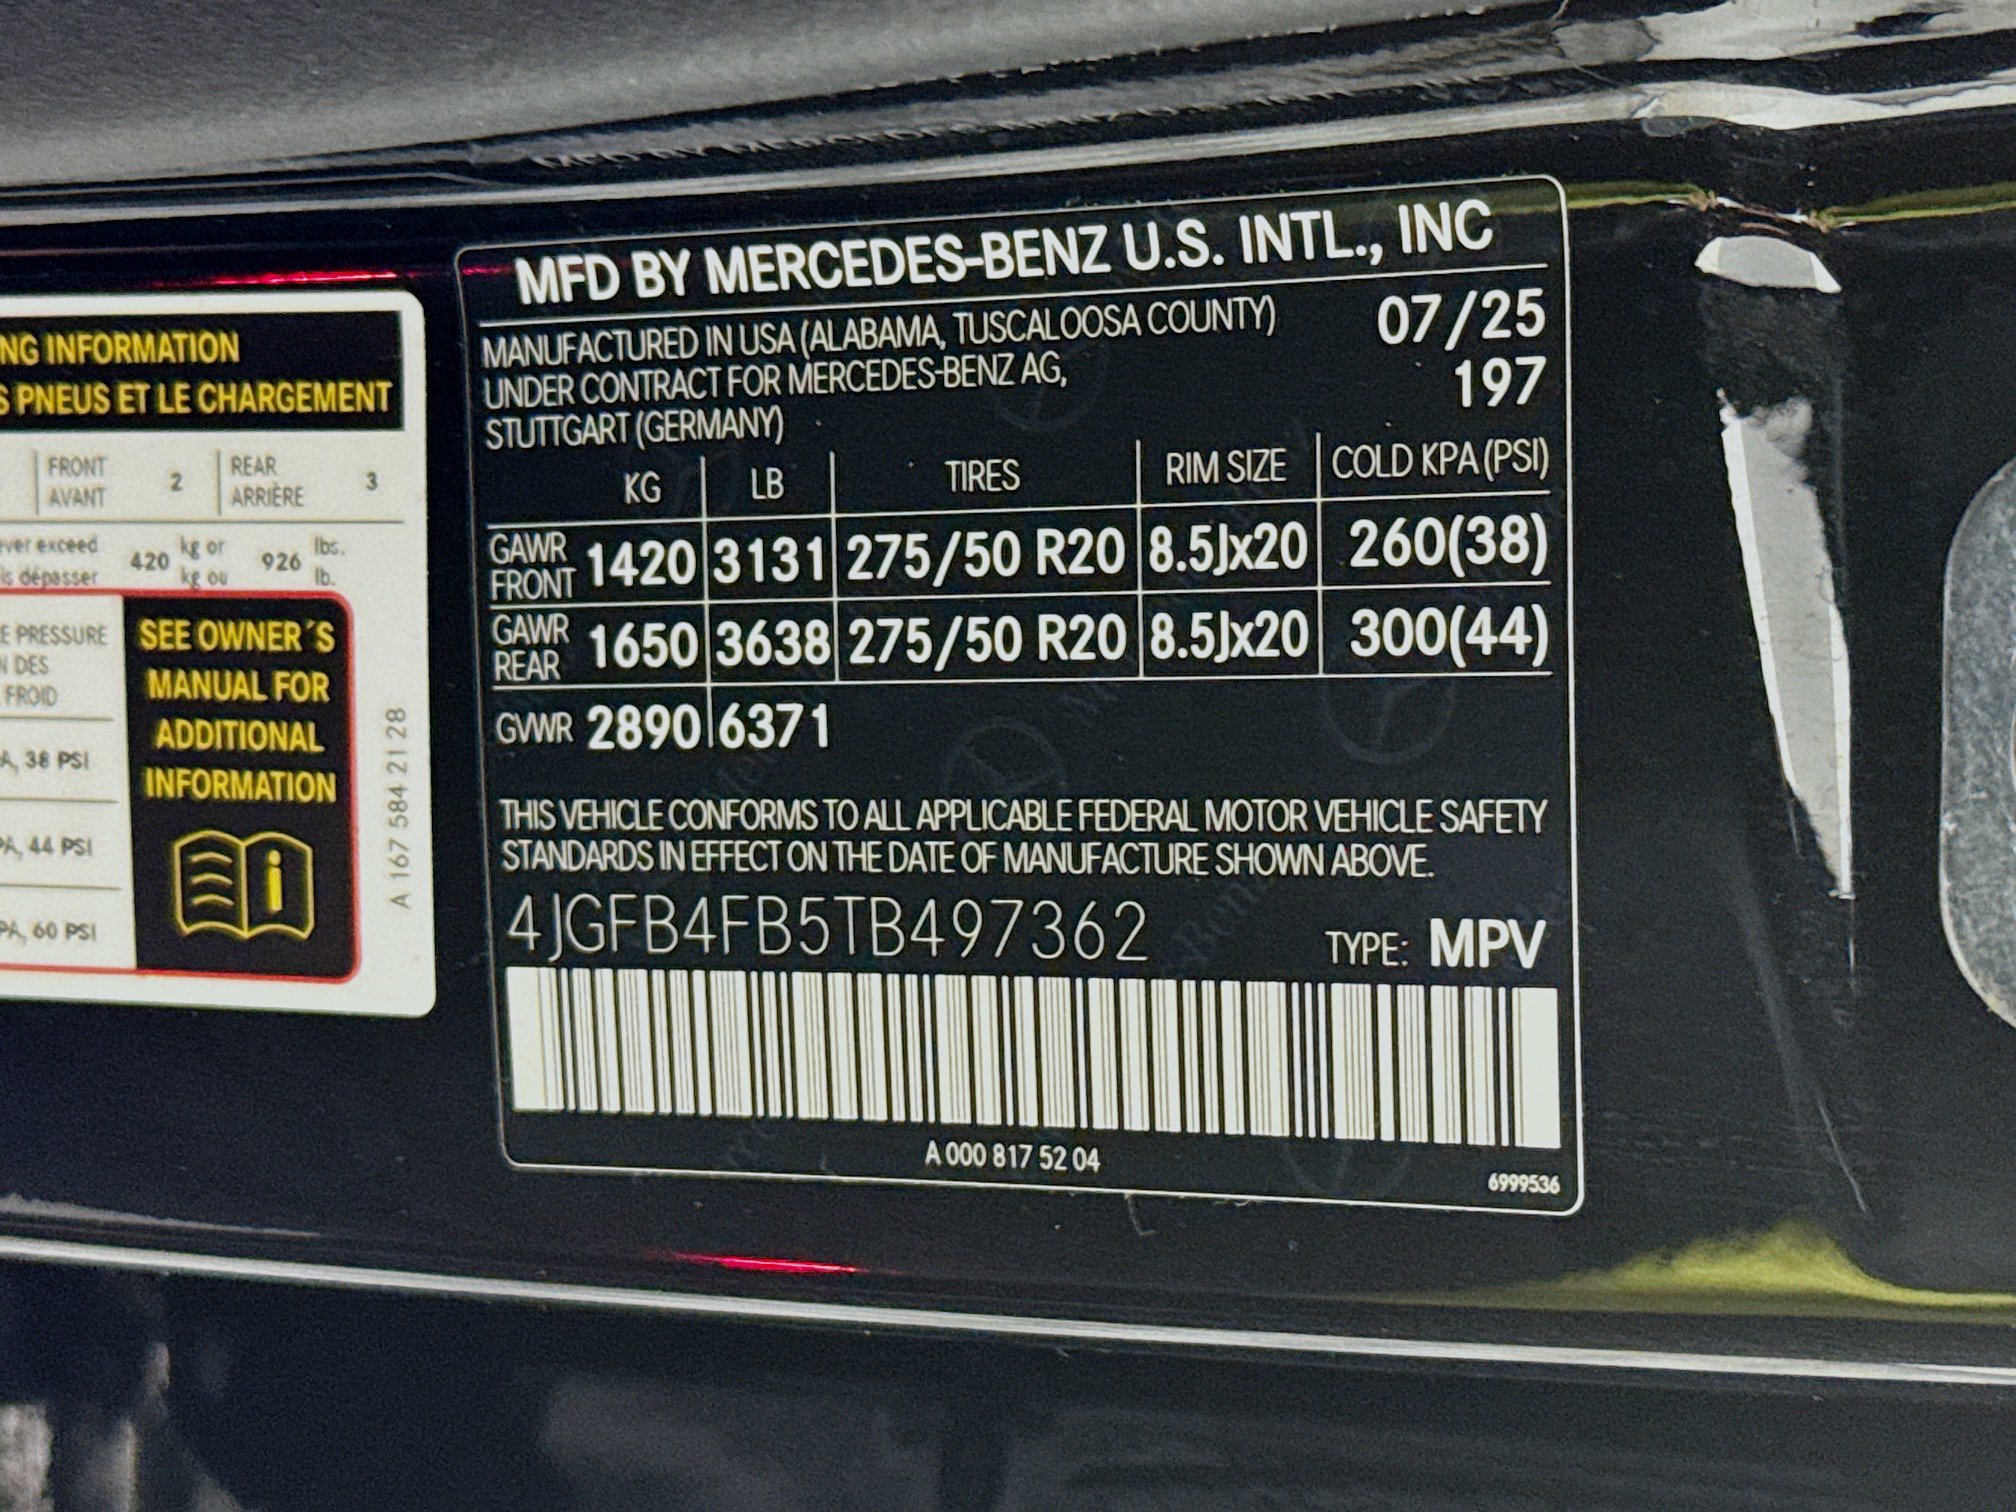 NG INFORMATION
S PNEUS ET LE CHARGEMENT
FRONT 2 REAR 3
AVANT ARRIÈRE
ever exceed 420 kg or 926 lbs.
is dépasser kg ou lb.
E PRESSURE
N DES
FROID
A, 38 PSI
PA, 44 PSI
PA, 60 PSI
SEE OWNER´S
MANUAL FOR
ADDITIONAL
INFORMATION
A 167 584 21 28
MFD BY MERCEDES-BENZ U.S. INTL., INC
MANUFACTURED IN USA (ALABAMA, TUSCALOOSA COUNTY) 07/25
UNDER CONTRACT FOR MERCEDES-BENZ AG, 197
STUTTGART (GERMANY)
KG LB TIRES RIM SIZE COLD KPA (PSI)
GAWR FRONT 1420 3131 275/50 R20 8.5Jx20 260(38)
GAWR REAR 1650 3638 275/50 R20 8.5Jx20 300(44)
GVWR 2890 6371
THIS VEHICLE CONFORMS TO ALL APPLICABLE FEDERAL MOTOR VEHICLE SAFETY
STANDARDS IN EFFECT ON THE DATE OF MANUFACTURE SHOWN ABOVE.
4JGFB4FB5TB497362 TYPE: MPV
A 000 817 52 04
6999536